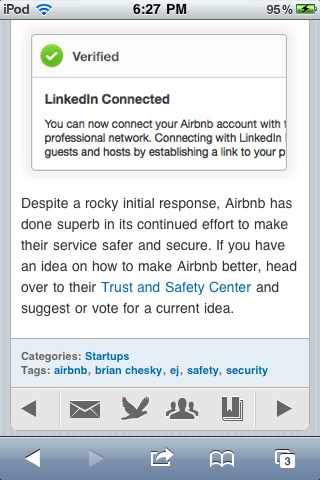 iPod 6:27 PM 95%
Verified
LinkedIn Connected
You can now connect your Airbnb account with
professional network. Connecting with LinkedIn
guests and hosts by establishing a link to your p
Despite a rocky initial response, Airbnb has
done superb in its continued effort to make
their service safer and secure. If you have
an idea on how to make Airbnb better, head
over to their Trust and Safety Center and
suggest or vote for a current idea.
Categories: Startups
Tags: airbnb, brian chesky, ej, safety, security
3